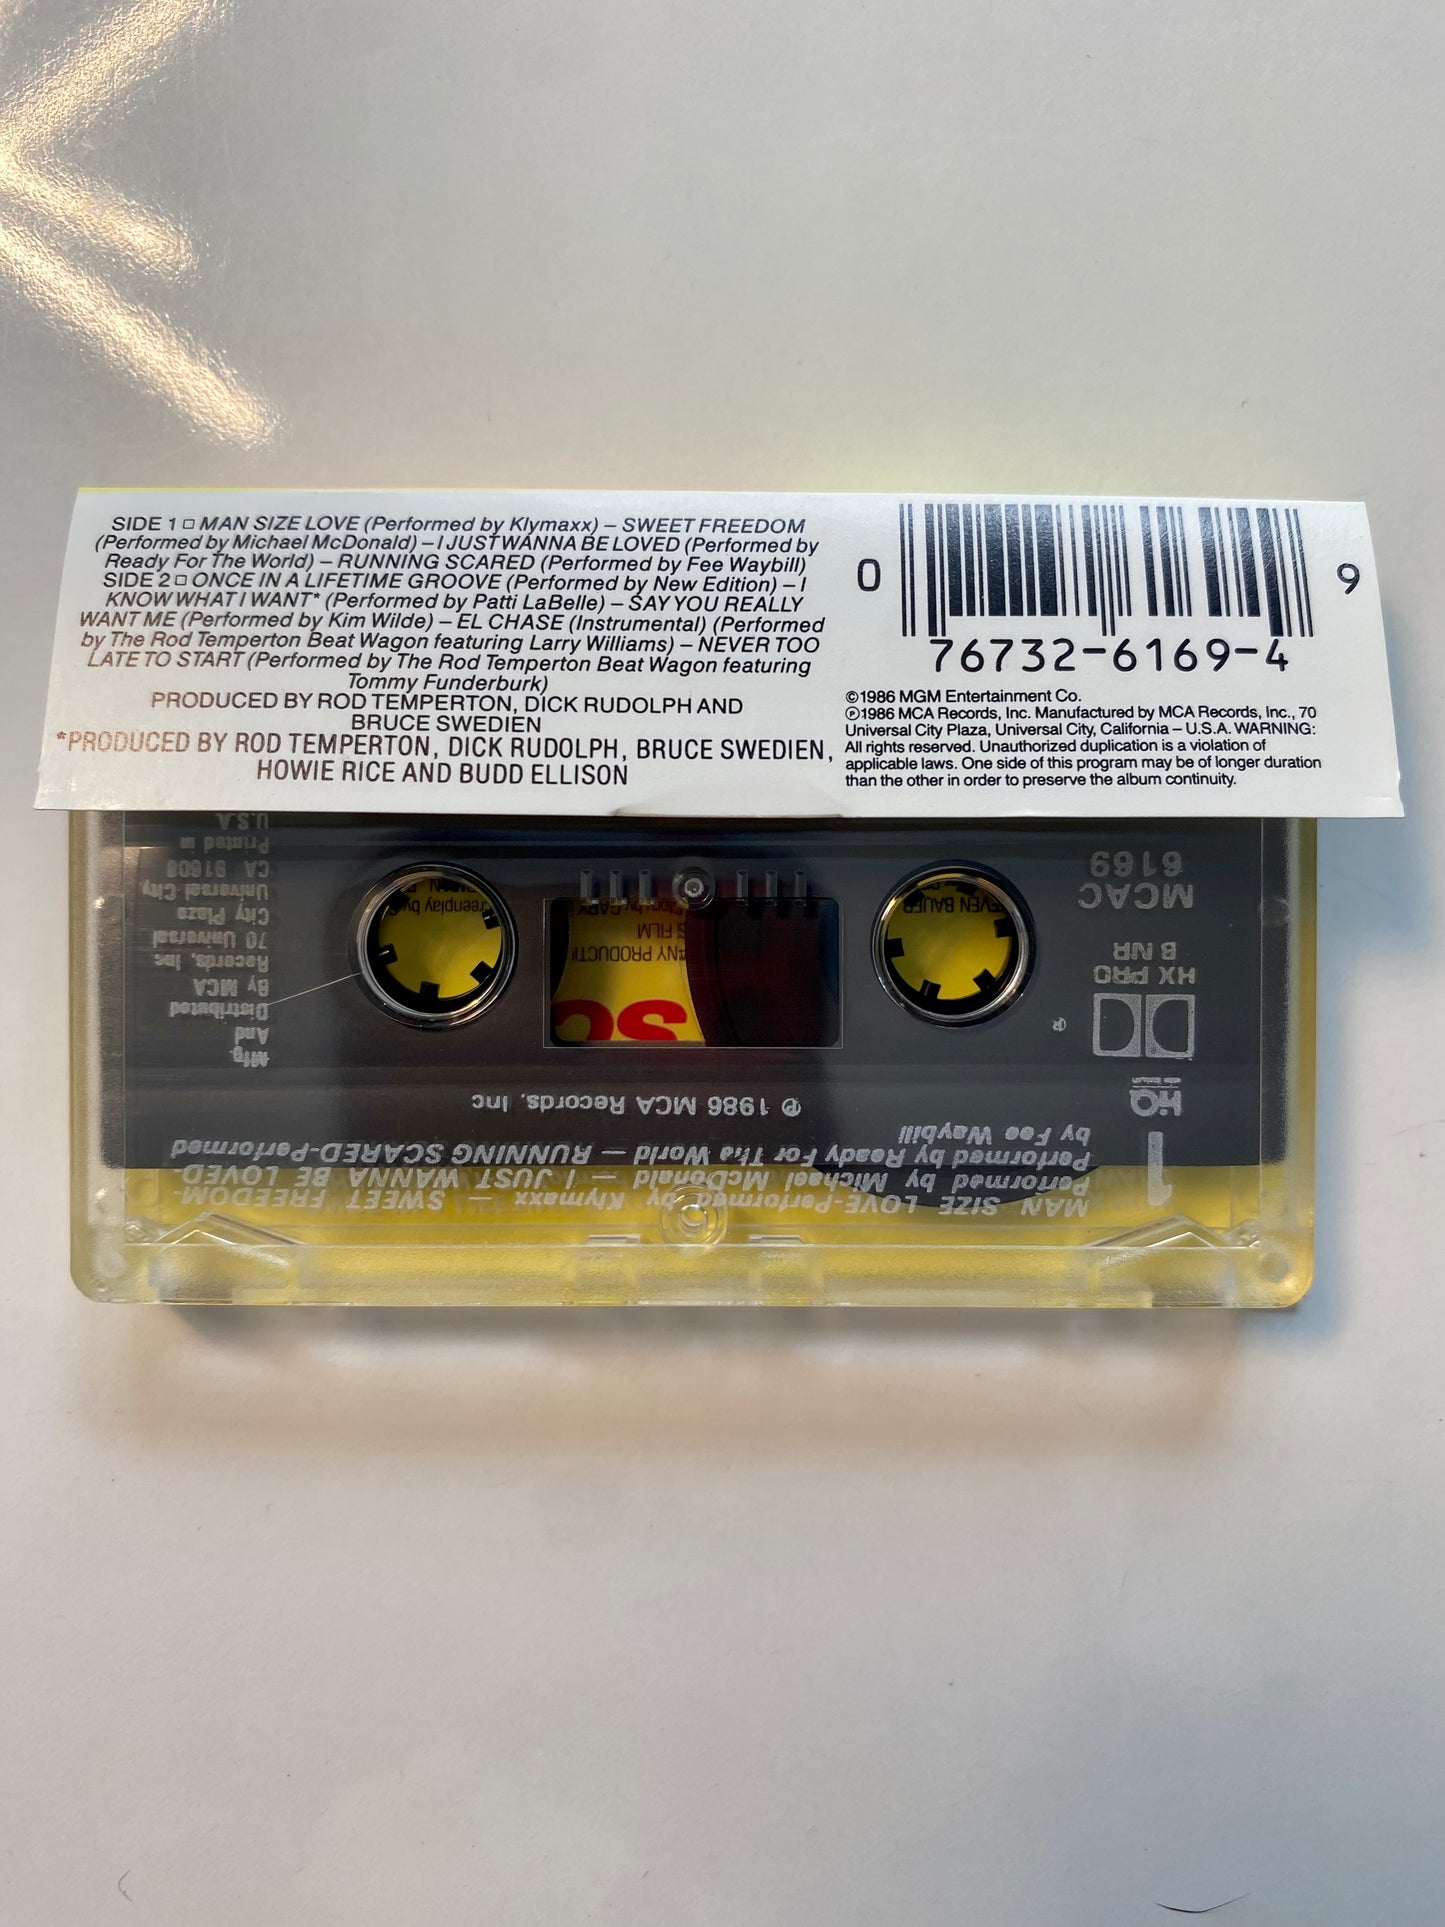 SIDE 1 □ MAN SIZE LOVE (Performed by Klymaxx) – SWEET FREEDOM
(Performed by Michael McDonald) – I JUST WANNA BE LOVED (Performed by
Ready For The World) – RUNNING SCARED (Performed by Fee Waybill)
SIDE 2 □ ONCE IN A LIFETIME GROOVE (Performed by New Edition) – I
KNOW WHAT I WANT* (Performed by Patti LaBelle) – SAY YOU REALLY
WANT ME (Performed by Kim Wilde) – EL CHASE (Instrumental) (Performed
by The Rod Temperton Beat Wagon featuring Larry Williams) – NEVER TOO
LATE TO START (Performed by The Rod Temperton Beat Wagon featuring
Tommy Funderburk)
PRODUCED BY ROD TEMPERTON, DICK RUDOLPH AND
BRUCE SWEDIEN
*PRODUCED BY ROD TEMPERTON, DICK RUDOLPH, BRUCE SWEDIEN,
HOWIE RICE AND BUDD ELLISON
0 9
76732-6169-4
©1986 MGM Entertainment Co.
℗1986 MCA Records, Inc. Manufactured by MCA Records, Inc., 70
Universal City Plaza, Universal City, California – U.S.A. WARNING:
All rights reserved. Unauthorized duplication is a violation of
applicable laws. One side of this program may be of longer duration
than the other in order to preserve the album continuity.
1
MAN SIZE LOVE-Performed by Klymaxx — SWEET FREEDOM-
Performed by Michael McDonald — I JUST WANNA BE LOVED-
Performed by Ready For The World — RUNNING SCARED-Performed
by Fee Waybill
HQ
℗ 1986 MCA Records, Inc
HX PRO
B NR
MCAC
6169
Mfg.
And
Distributed
By MCA
Records, Inc.
70 Universal
City Plaza
Universal City,
CA 91608
Printed in
U.S.A.
SC
ANY PRODUCTI
S FILM
by GARY
reenplay by
EVEN BAUER